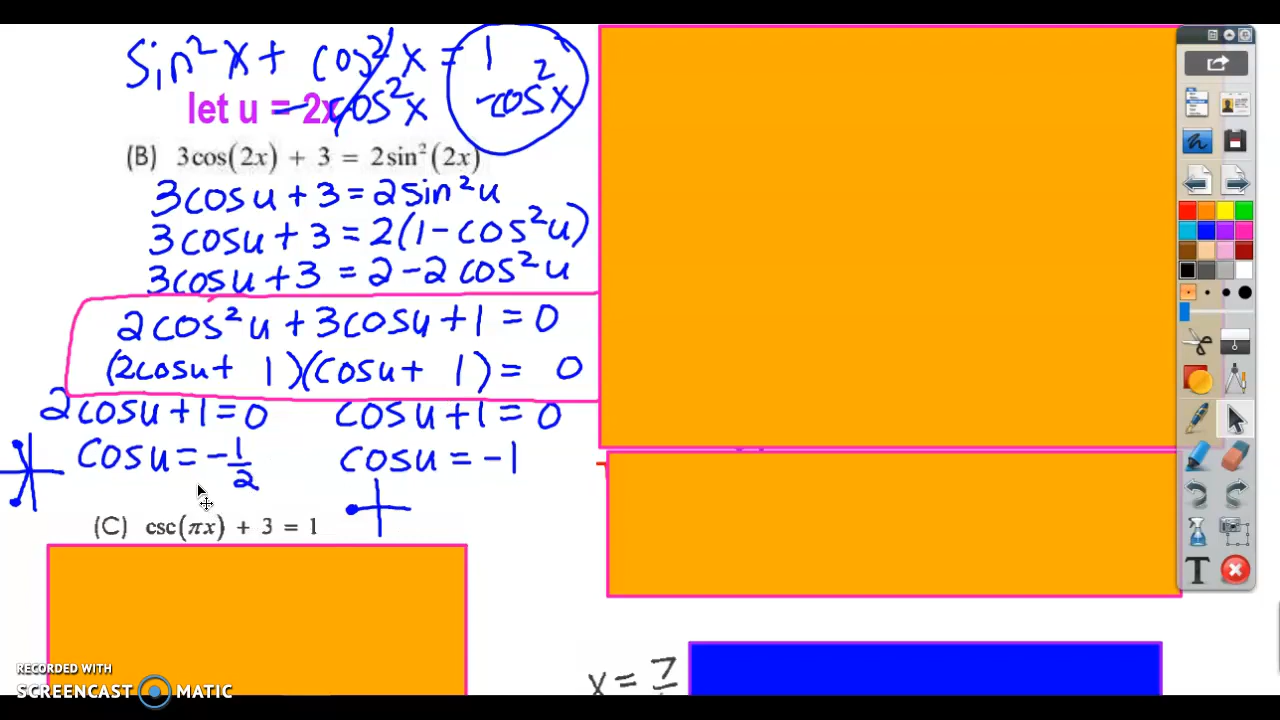 sin²x + cos²x = 1
let u = 2x - cos²x - cos²x
(B) 3cos(2x) + 3 = 2sin²(2x)
3cosu + 3 = 2sin²u
3cosu + 3 = 2(1 - cos²u)
3cosu + 3 = 2 - 2cos²u
2cos²u + 3cosu + 1 = 0
(2cosu + 1)(cosu + 1) = 0
2cosu + 1 = 0 cosu + 1 = 0
cosu = -1/2 cosu = -1
(C) csc(πx) + 3 = 1
x = 7
RECORDED WITH
SCREENCAST MATIC
T